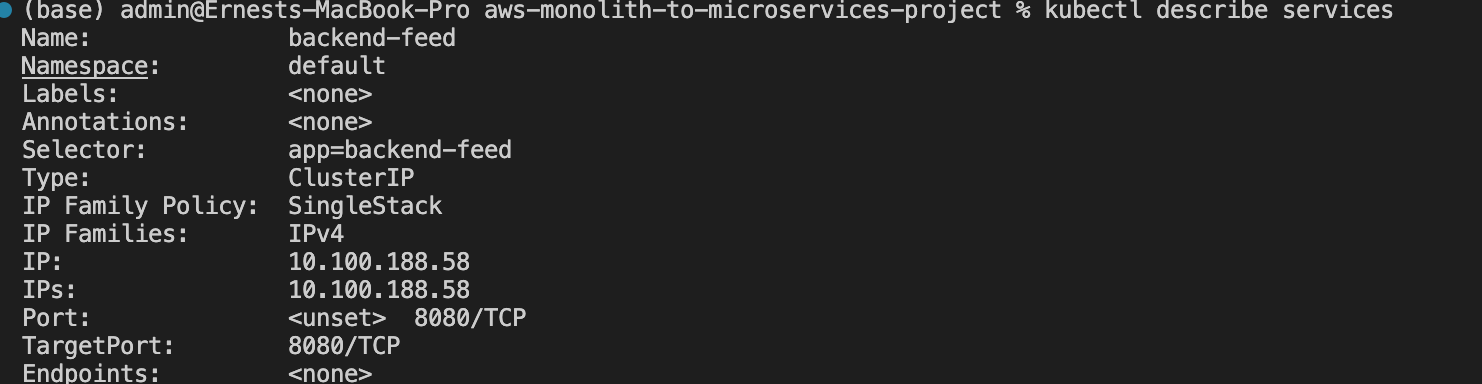 (base) admin@Ernests-MacBook-Pro aws-monolith-to-microservices-project % kubectl describe services
Name:              backend-feed
Namespace:         default
Labels:            <none>
Annotations:       <none>
Selector:          app=backend-feed
Type:              ClusterIP
IP Family Policy:  SingleStack
IP Families:       IPv4
IP:                10.100.188.58
IPs:               10.100.188.58
Port:              <unset>  8080/TCP
TargetPort:        8080/TCP
Endpoints:         <none>